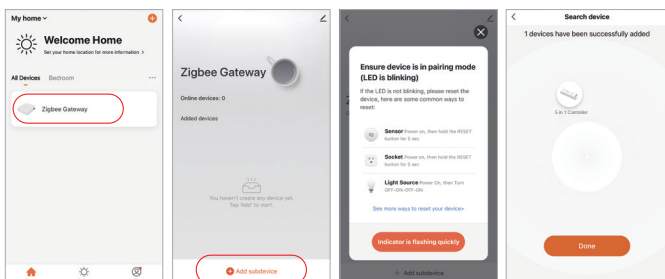 My home
Welcome Home
Set your home location for more information >
All Devices
Bedroom
...
Zigbee Gateway
Zigbee Gateway
Online devices: 0
Added devices
You haven't create any device yet.
Tap 'Add' to start.
Add subdevice
Ensure device is in pairing mode
(LED is blinking)
If the LED is not blinking, please reset the
device, here are some common ways to
reset:
Sensor Power on, then hold the RESET
button for 5 sec
Socket Power on, then hold the RESET
button for 5 sec
Light Source Power On, then Turn
OFF-ON-OFF-ON
See more ways to reset your device>
Indicator is flashing quickly
Add subdevice
Search device
1 devices have been successfully added
5 in 1 Controller
Done